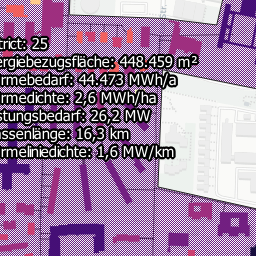 trict: 25
ergiebezugsfläche: 448.459 m²
rmebedarf: 44.473 MWh/a
rmedichte: 2,6 MWh/ha
stungsbedarf: 26,2 MW
ssenlänge: 16,3 km
rmeliniedichte: 1,6 MW/km